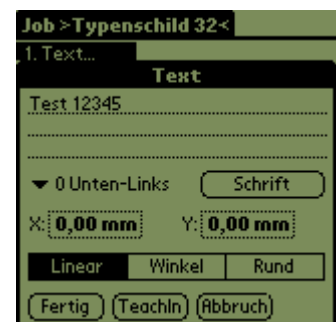 Job >Typenschild 32<
1. Text...
Text
Test 12345
0 Unten-Links Schrift
X: 0,00 mm Y: 0,00 mm
Linear Winkel Rund
Fertig TeachIn Abbruch